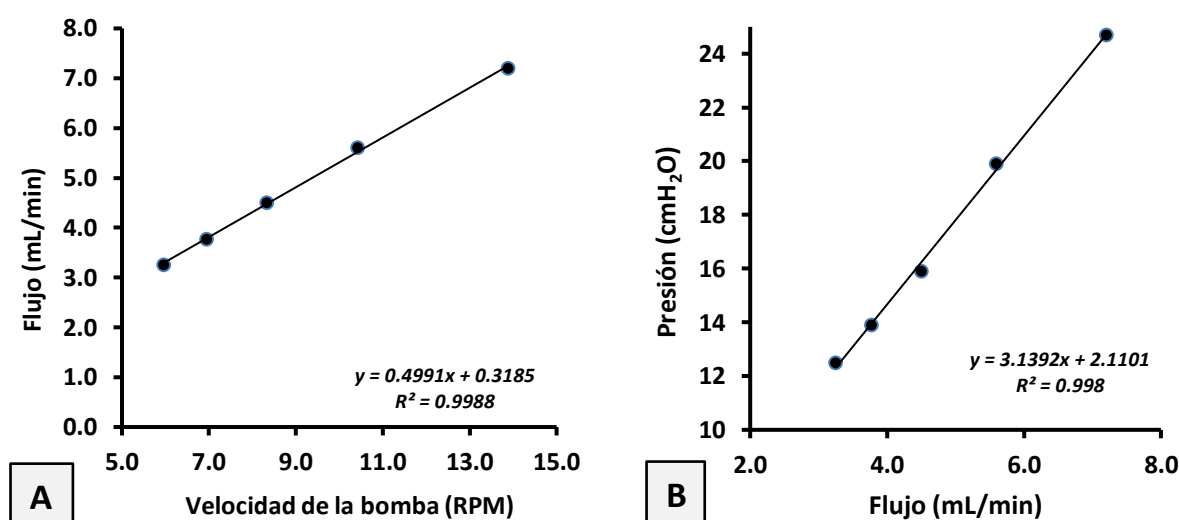 8.0
7.0
6.0
5.0
4.0
3.0
2.0
1.0
0.0
Flujo (mL/min)
y = 0.4991x + 0.3185
R² = 0.9988
5.0 7.0 9.0 11.0 13.0 15.0
Velocidad de la bomba (RPM)
A
24
22
20
18
16
14
12
10
Presión (cmH₂O)
y = 3.1392x + 2.1101
R² = 0.998
2.0 4.0 6.0 8.0
Flujo (mL/min)
B